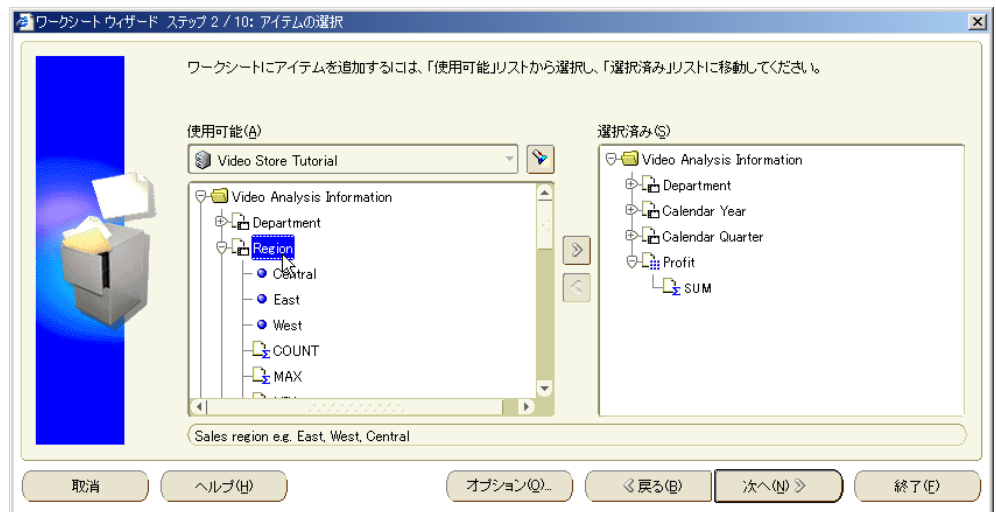 ワークシート ウィザード ステップ 2 / 10: アイテムの選択
ワークシートにアイテムを追加するには、「使用可能」リストから選択し、「選択済み」リストに移動してください。
使用可能(A)
Video Store Tutorial
Video Analysis Information
Department
Region
Central
East
West
COUNT
MAX
選択済み(S)
Video Analysis Information
Department
Calendar Year
Calendar Quarter
Profit
SUM
Sales region e.g. East, West, Central
取消
ヘルプ(H)
オプション(O)...
戻る(B)
次へ(N)
終了(F)